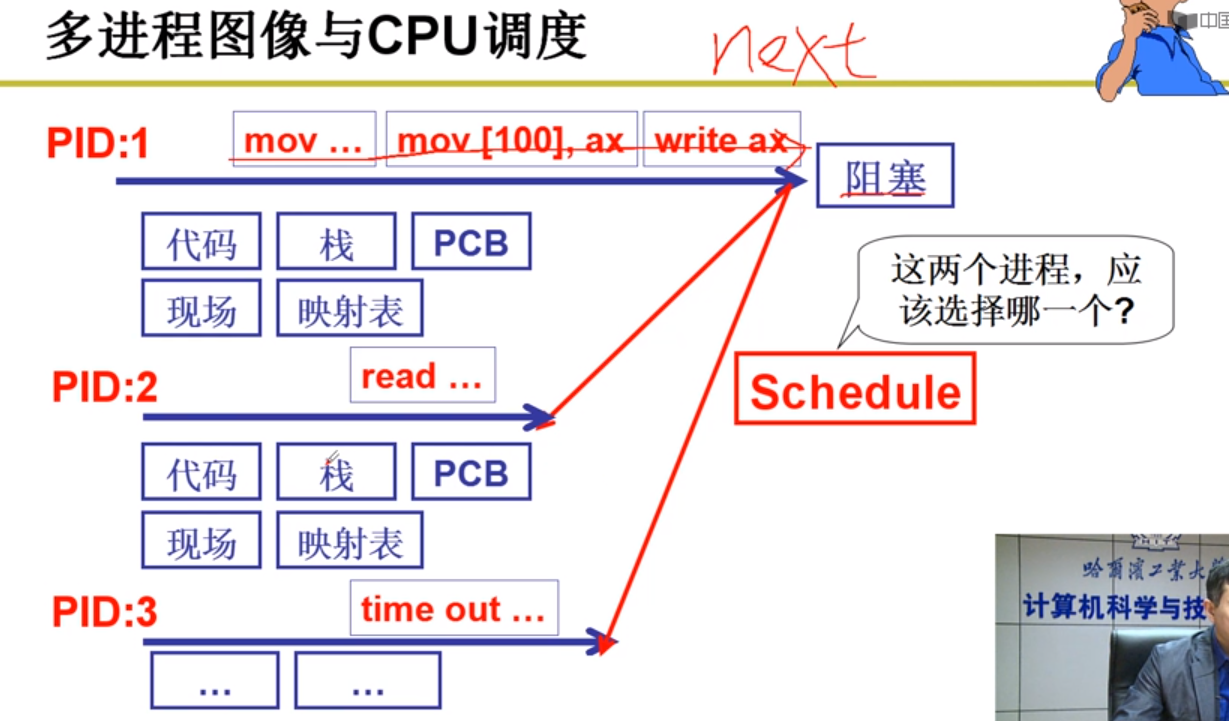 多进程图像与CPU调度
next
中国
PID:1
mov …
mov [100], ax
write ax
阻塞
代码
栈
PCB
现场
映射表
这两个进程，应
该选择哪一个?
Schedule
PID:2
read …
代码
栈
PCB
现场
映射表
PID:3
time out …
…
…
哈尔滨工业大
计算机科学与技